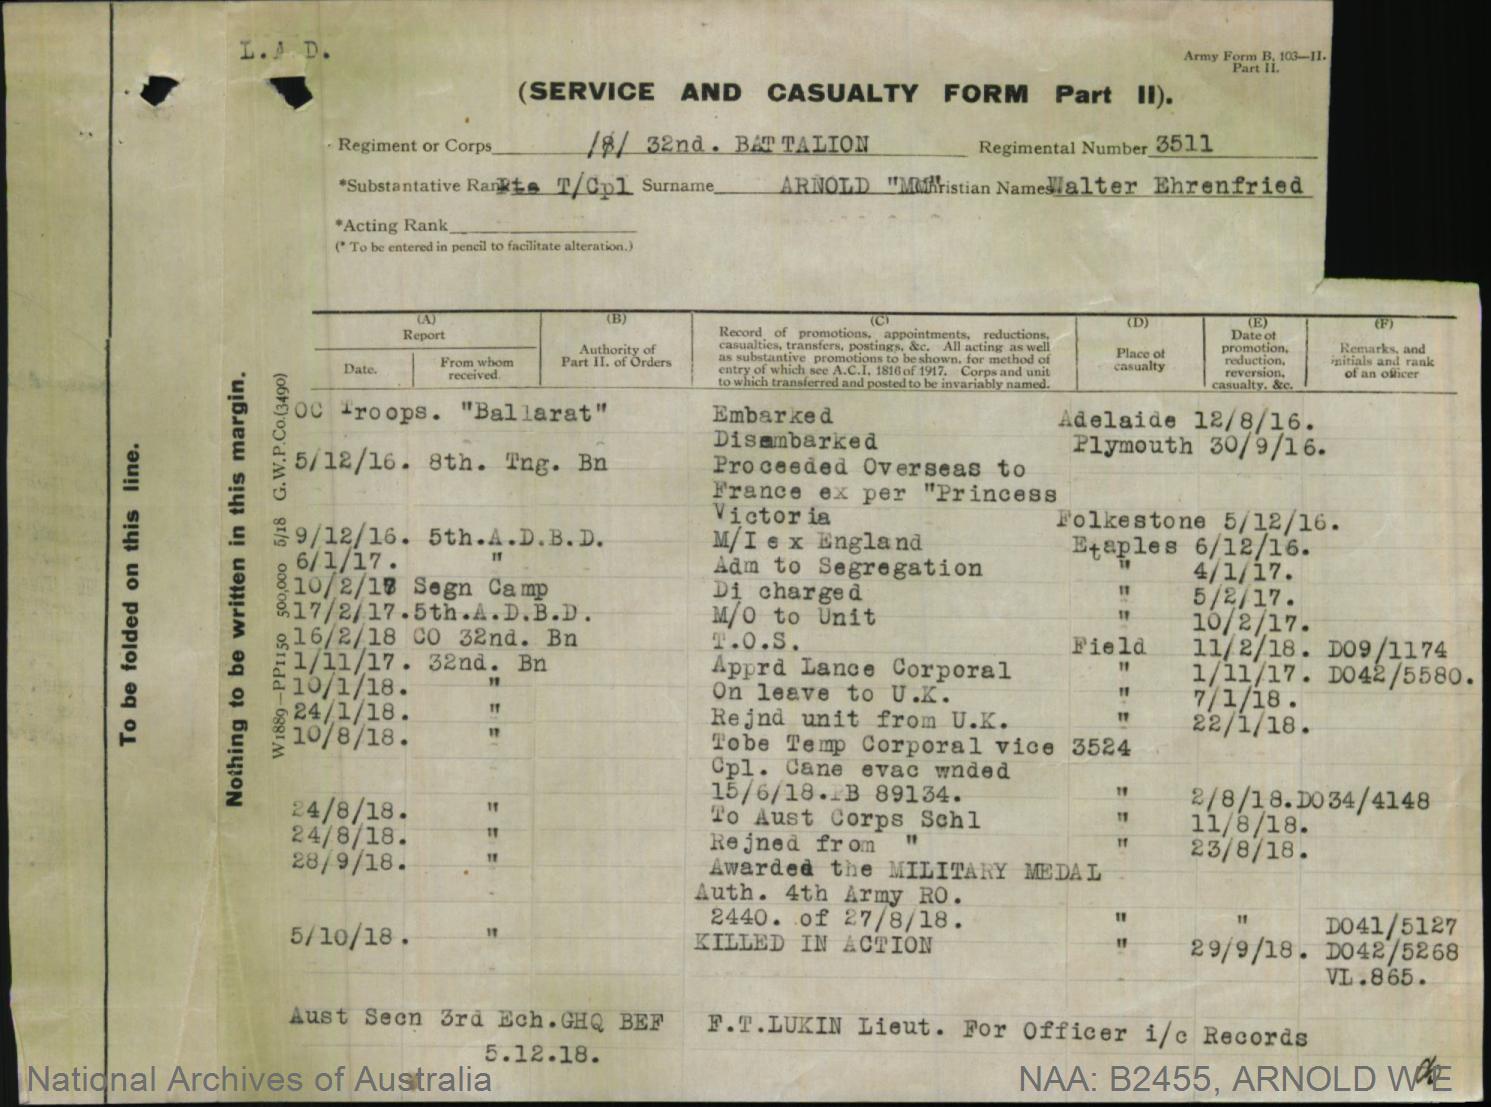 L.A.D.
Army Form B. 103—II.
Part II.
(SERVICE AND CASUALTY FORM Part II).
Regiment or Corps /8/ 32nd. BATTALION Regimental Number 3511
*Substantative Rank Pte T/Cpl Surname ARNOLD "MM" Christian Names Walter Ehrenfried
*Acting Rank
(* To be entered in pencil to facilitate alteration.)
(A) (B) (C) (D) (E) (F)
Report
Date. From whom received.
Authority of Part II. of Orders
Record of promotions, appointments, reductions,
casualties, transfers, postings, &c. All acting as well
as substantive promotions to be shown, for method of
entry of which see A.C.I. 1816 of 1917. Corps and unit
to which transferred and posted to be invariably named.
Place of casualty
Date of promotion, reduction, reversion, casualty, &c.
Remarks, and initials and rank of an officer
OC Troops. "Ballarat" Embarked Adelaide 12/8/16.
Disembarked Plymouth 30/9/16.
5/12/16. 8th. Tng. Bn Proceeded Overseas to
France ex per "Princess
Victoria Folkestone 5/12/16.
9/12/16. 5th.A.D.B.D. M/I ex England Etaples 6/12/16.
6/1/17. " Adm to Segregation " 4/1/17.
10/2/17 Segn Camp Di charged " 5/2/17.
17/2/17. 5th.A.D.B.D. M/O to Unit " 10/2/17.
16/2/18 CO 32nd. Bn T.O.S. Field 11/2/18. DO9/1174
1/11/17. 32nd. Bn Apprd Lance Corporal " 1/11/17. DO42/5580.
10/1/18. " On leave to U.K. " 7/1/18.
24/1/18. " Rejnd unit from U.K. " 22/1/18.
10/8/18. " Tobe Temp Corporal vice 3524
Cpl. Cane evac wnded
15/6/18. PB 89134. " 2/8/18. DO34/4148
24/8/18. " To Aust Corps Schl " 11/8/18.
24/8/18. " Rejned from " " 23/8/18.
28/9/18. " Awarded the MILITARY MEDAL
Auth. 4th Army RO.
2440. of 27/8/18. " " DO41/5127
5/10/18. " KILLED IN ACTION " 29/9/18. DO42/5268
VL.865.
Aust Secn 3rd Ech.GHQ BEF F.T.LUKIN Lieut. For Officer i/c Records
5.12.18.
To be folded on this line.
Nothing to be written in this margin.
W1889—PP1150 500,000 5/18 G.W.P.Co.(3490)
National Archives of Australia
NAA: B2455, ARNOLD W E